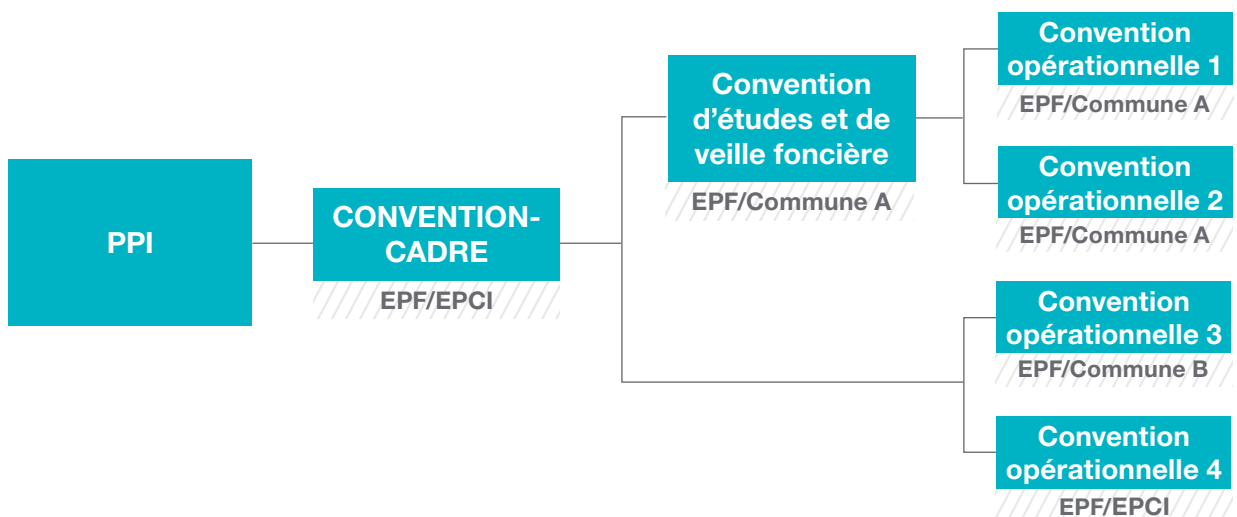 PPI
CONVENTION-
CADRE
EPF/EPCI
Convention
d'études et de
veille foncière
EPF/Commune A
Convention
opérationnelle 1
EPF/Commune A
Convention
opérationnelle 2
EPF/Commune A
Convention
opérationnelle 3
EPF/Commune B
Convention
opérationnelle 4
EPF/EPCI